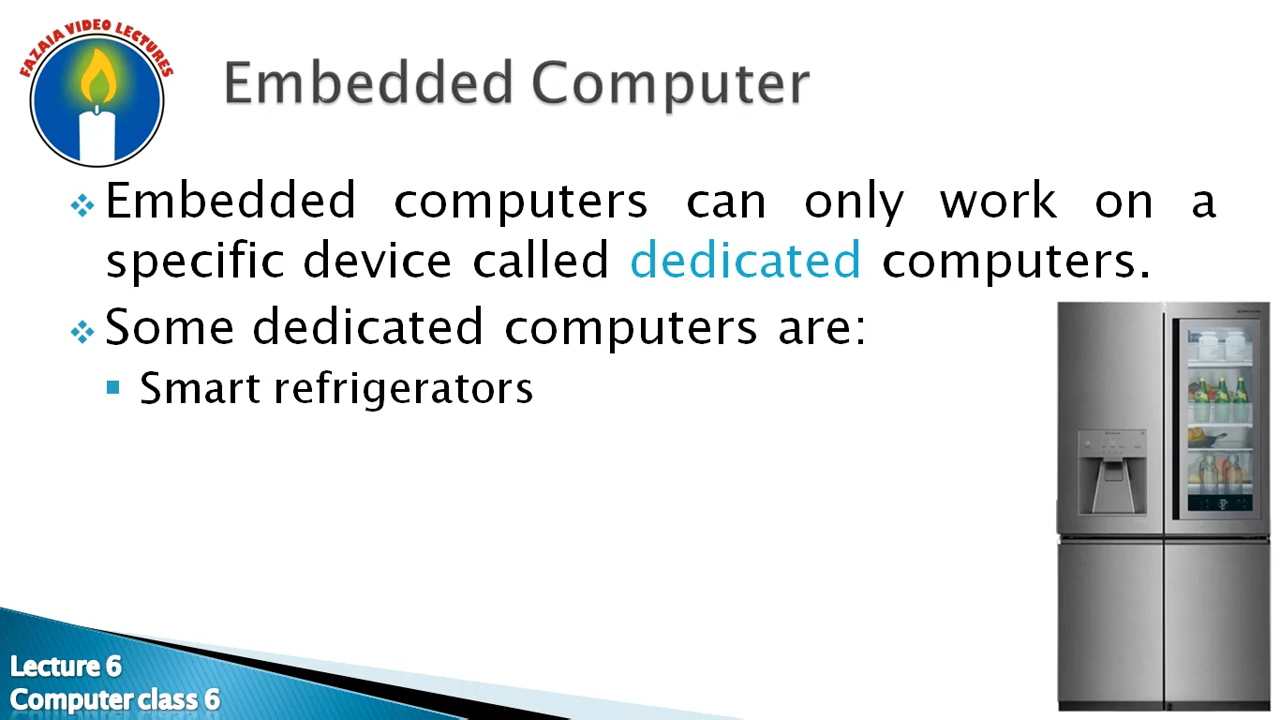 FAZAIA VIDEO LECTURES
Embedded Computer
Embedded computers can only work on a
specific device called dedicated computers.
Some dedicated computers are:
Smart refrigerators
Lecture 6
Computer class 6